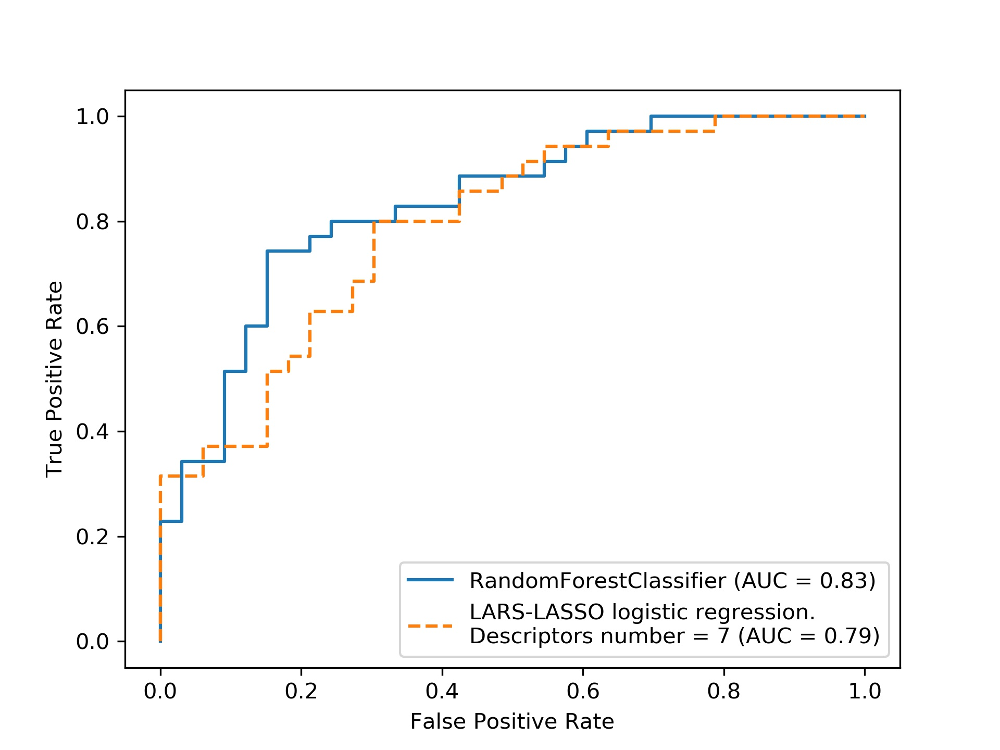 1.0
0.8
0.6
0.4
0.2
0.0
True Positive Rate
RandomForestClassifier (AUC = 0.83)
LARS-LASSO logistic regression.
Descriptors number = 7 (AUC = 0.79)
0.0 0.2 0.4 0.6 0.8 1.0
False Positive Rate